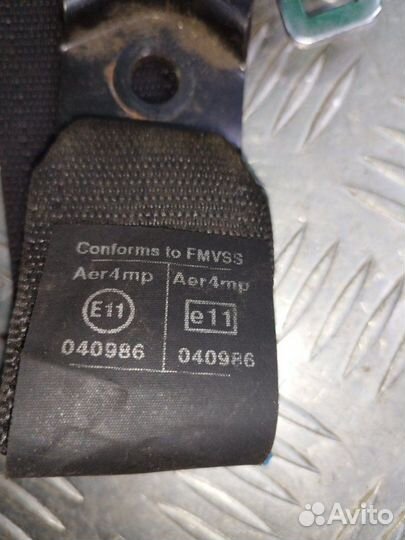 Conforms to FMVSS
Aer4mp Aer4mp
E11 e11
040986 040986
Avito